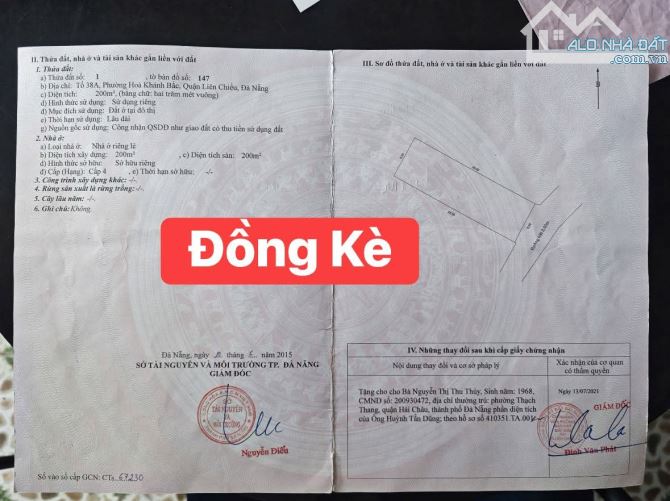 ALO NHÀ ĐẤT
.com.vn
II. Thửa đất, nhà ở và tài sản khác gắn liền với đất
1. Thửa đất:
a) Thửa đất số: 1 , tờ bản đồ số: 147
b) Địa chỉ: Tổ 38A, Phường Hoà Khánh Bắc, Quận Liên Chiểu, Đà Nẵng
c) Diện tích: 200m², (bằng chữ: hai trăm mét vuông)
d) Hình thức sử dụng: Sử dụng riêng
đ) Mục đích sử dụng: Đất ở tại đô thị
e) Thời hạn sử dụng: Lâu dài
g) Nguồn gốc sử dụng: Công nhận QSDĐ như giao đất có thu tiền sử dụng đất
2. Nhà ở:
a) Loại nhà ở: Nhà ở riêng lẻ
b) Diện tích xây dựng: 200m² , c) Diện tích sàn: 200m²
d) Hình thức sở hữu: Sở hữu riêng
đ) Cấp (Hạng): Cấp 4 , e) Thời hạn sở hữu: -/-
3. Công trình xây dựng khác: -/-
4. Rừng sản xuất là rừng trồng: -/-
5. Cây lâu năm: -/-
6. Ghi chú: Không.
Đồng Kè
Đà Nẵng, ngày tháng năm 2015
SỞ TÀI NGUYÊN VÀ MÔI TRƯỜNG TP. ĐÀ NẴNG
GIÁM ĐỐC
SỞ
TÀI NGUYÊN
VÀ
MÔI TRƯỜNG
Nguyễn Điểu
Số vào sổ cấp GCN: CTs 67230
III. Sơ đồ thửa đất, nhà ở và tài sản khác gắn liền với đất
B
IV. Những thay đổi sau khi cấp giấy chứng nhận
Nội dung thay đổi và cơ sở pháp lý
Xác nhận của cơ quan
có thẩm quyền
Tặng cho cho Bà Nguyễn Thị Thu Thủy, Sinh năm: 1968,
CMND số: 200930472, địa chỉ thường trú: phường Thạch
Thang, quận Hải Châu, thành phố Đà Nẵng phần diện tích
của Ông Huỳnh Tấn Dũng; theo hồ sơ số 410351.TA.001
Ngày 13/07/2021
GIÁM ĐỐC
Đinh Văn Phát